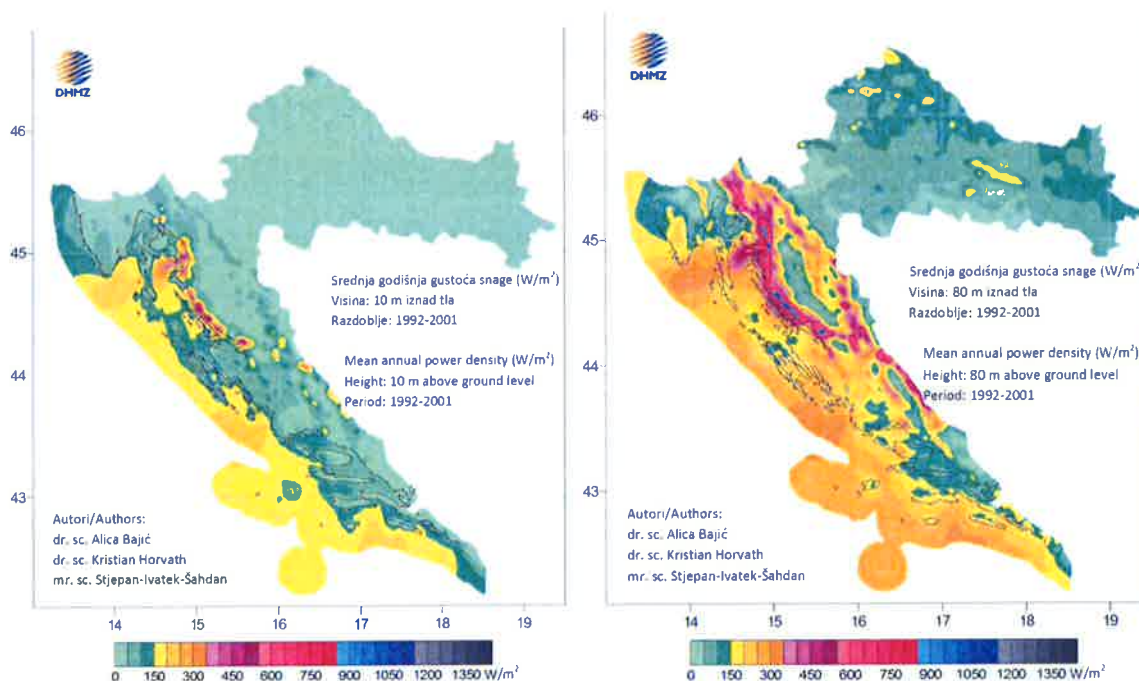 DHMZ
46
45
44
43
Srednja godišnja gustoća snage (W/m²)
Visina: 10 m iznad tla
Razdoblje: 1992-2001
Mean annual power density (W/m²)
Height: 10 m above ground level
Period: 1992-2001
Autori/Authors:
dr. sc. Alica Bajić
dr. sc. Kristian Horvath
mr. sc. Stjepan-Ivatek-Šahdan
14 15 16 17 18 19
0 150 300 450 600 750 900 1050 1200 1350 W/m²
DHMZ
46
45
44
43
Srednja godišnja gustoća snage (W/m²
Visina: 80 m iznad tla
Razdoblje: 1992-2001
Mean annual power density (W/m²)
Height: 80 m above ground level
Period: 1992-2001
Autori/Authors:
dr. sc. Alica Bajić
dr. sc. Kristian Horvath
mr. sc. Stjepan-Ivatek-Šahdan
14 15 16 17 18 19
0 150 300 450 600 750 900 1050 1200 1350 W/m²